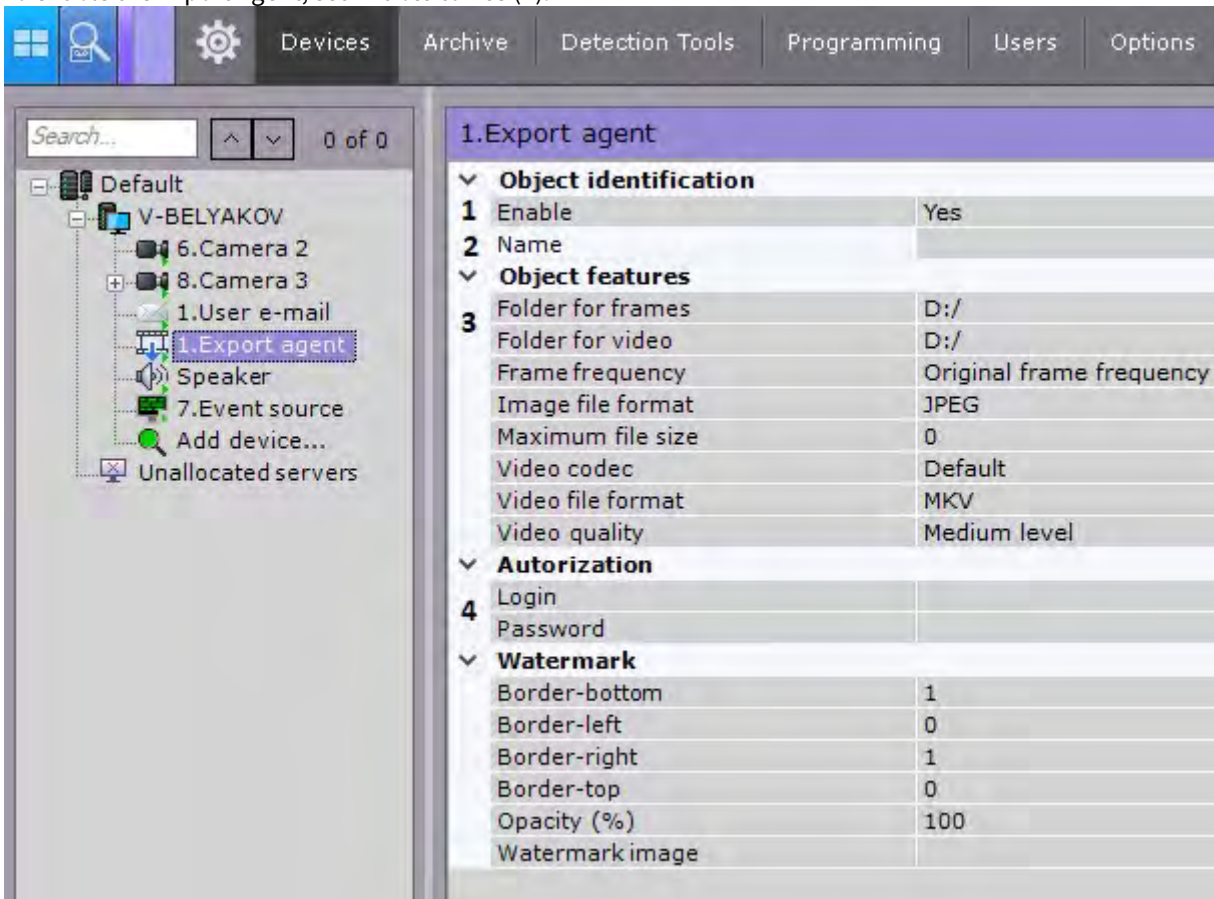 Devices
Archive
Detection Tools
Programming
Users
Options
Search...
0 of 0
Default
V-BELYAKOV
6.Camera 2
8.Camera 3
1.User e-mail
1.Export agent
Speaker
7.Event source
Add device...
Unallocated servers
1.Export agent
Object identification
1 Enable Yes
2 Name
Object features
3
Folder for frames D:/
Folder for video D:/
Frame frequency Original frame frequency
Image file format JPEG
Maximum file size 0
Video codec Default
Video file format MKV
Video quality Medium level
Autorization
4
Login
Password
Watermark
Border-bottom 1
Border-left 0
Border-right 1
Border-top 0
Opacity (%) 100
Watermark image